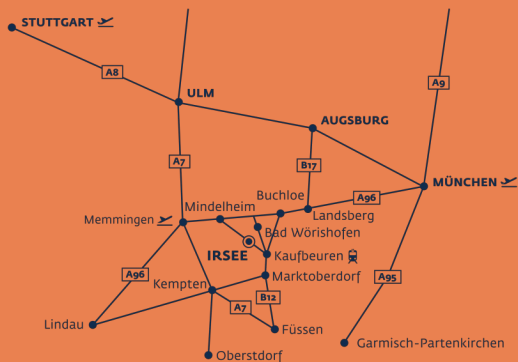 STUTTGART
A8
A9
ULM
AUGSBURG
A7
B17
MÜNCHEN
A96
Buchloe
Mindelheim
Landsberg
Memmingen
Bad Wörishofen
IRSEE
Kaufbeuren
A96
Marktoberdorf
A95
Kempten
B12
A7
Lindau
Füssen
Garmisch-Partenkirchen
Oberstdorf